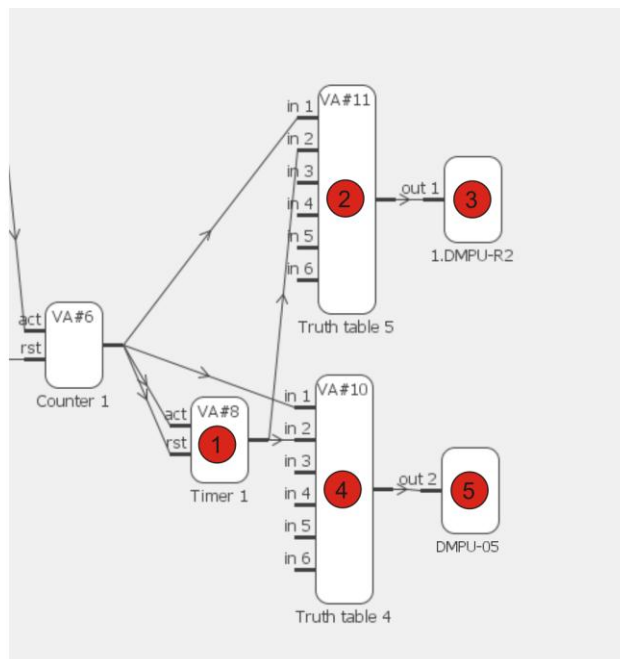 VA#11
in 1
in 2
in 3
in 4
in 5
in 6
2
out 1
3
1.DMPU-R2
Truth table 5
act
rst
VA#6
Counter 1
act
rst
VA#8
1
Timer 1
VA#10
in 1
in 2
in 3
in 4
in 5
in 6
4
out 2
5
DMPU-05
Truth table 4